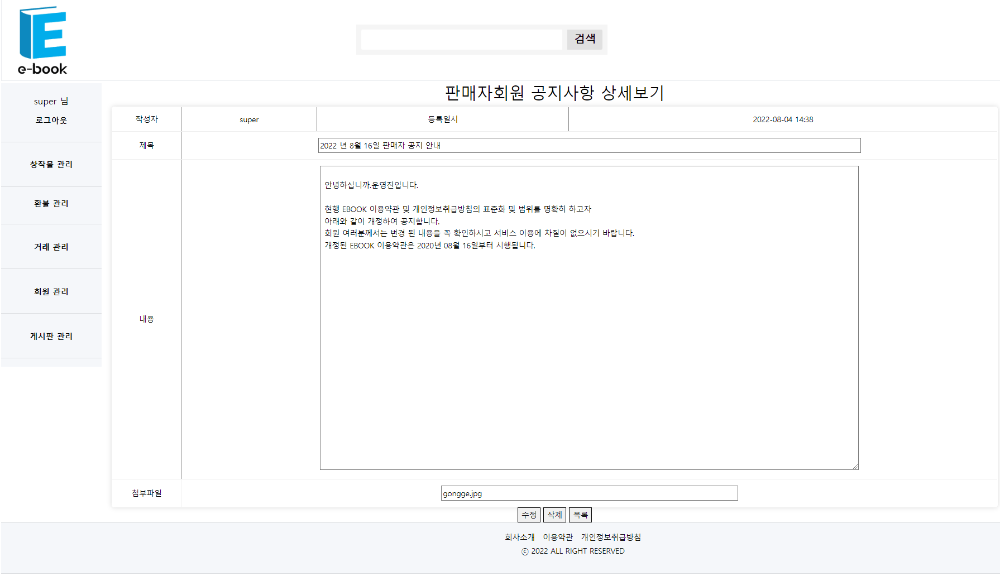 E
e-book
검색
super 님
로그아웃
창작물 관리
환불 관리
거래 관리
회원 관리
게시판 관리
판매자회원 공지사항 상세보기
작성자 super 등록일시 2022-08-04 14:38
제목 2022 년 8월 16일 판매자 공지 안내
내용
안녕하십니까.운영진입니다.
현행 EBOOK 이용약관 및 개인정보취급방침의 표준화 및 범위를 명확히 하고자
아래와 같이 개정하여 공지합니다.
회원 여러분께서는 변경 된 내용을 꼭 확인하시고 서비스 이용에 차질이 없으시기 바랍니다.
개정된 EBOOK 이용약관은 2020년 08월 16일부터 시행됩니다.
첨부파일 gongge.jpg
수정 삭제 목록
회사소개 이용약관 개인정보취급방침
ⓒ 2022 ALL RIGHT RESERVED